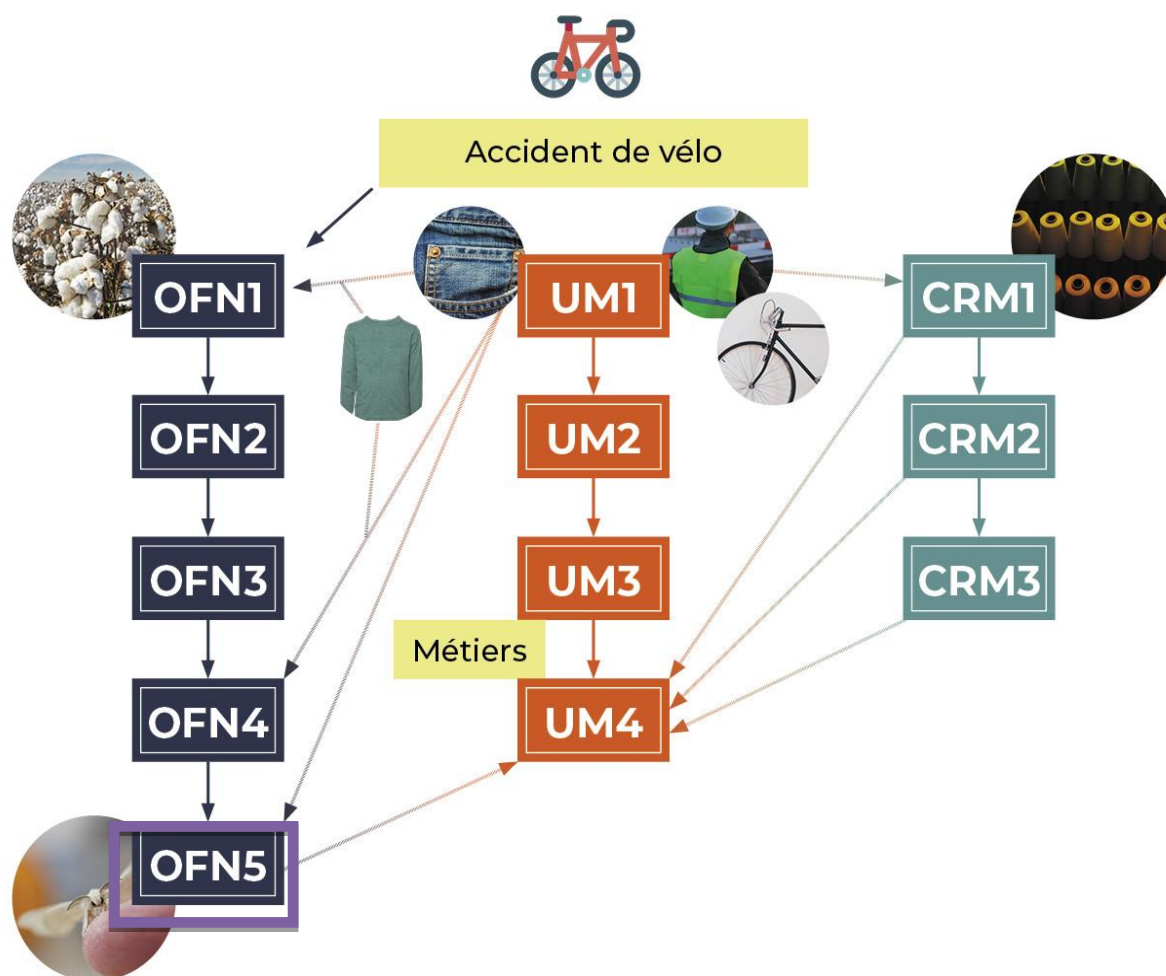 Accident de vélo
OFN1
UM1
CRM1
OFN2
UM2
CRM2
OFN3
UM3
CRM3
Métiers
OFN4
UM4
OFN5